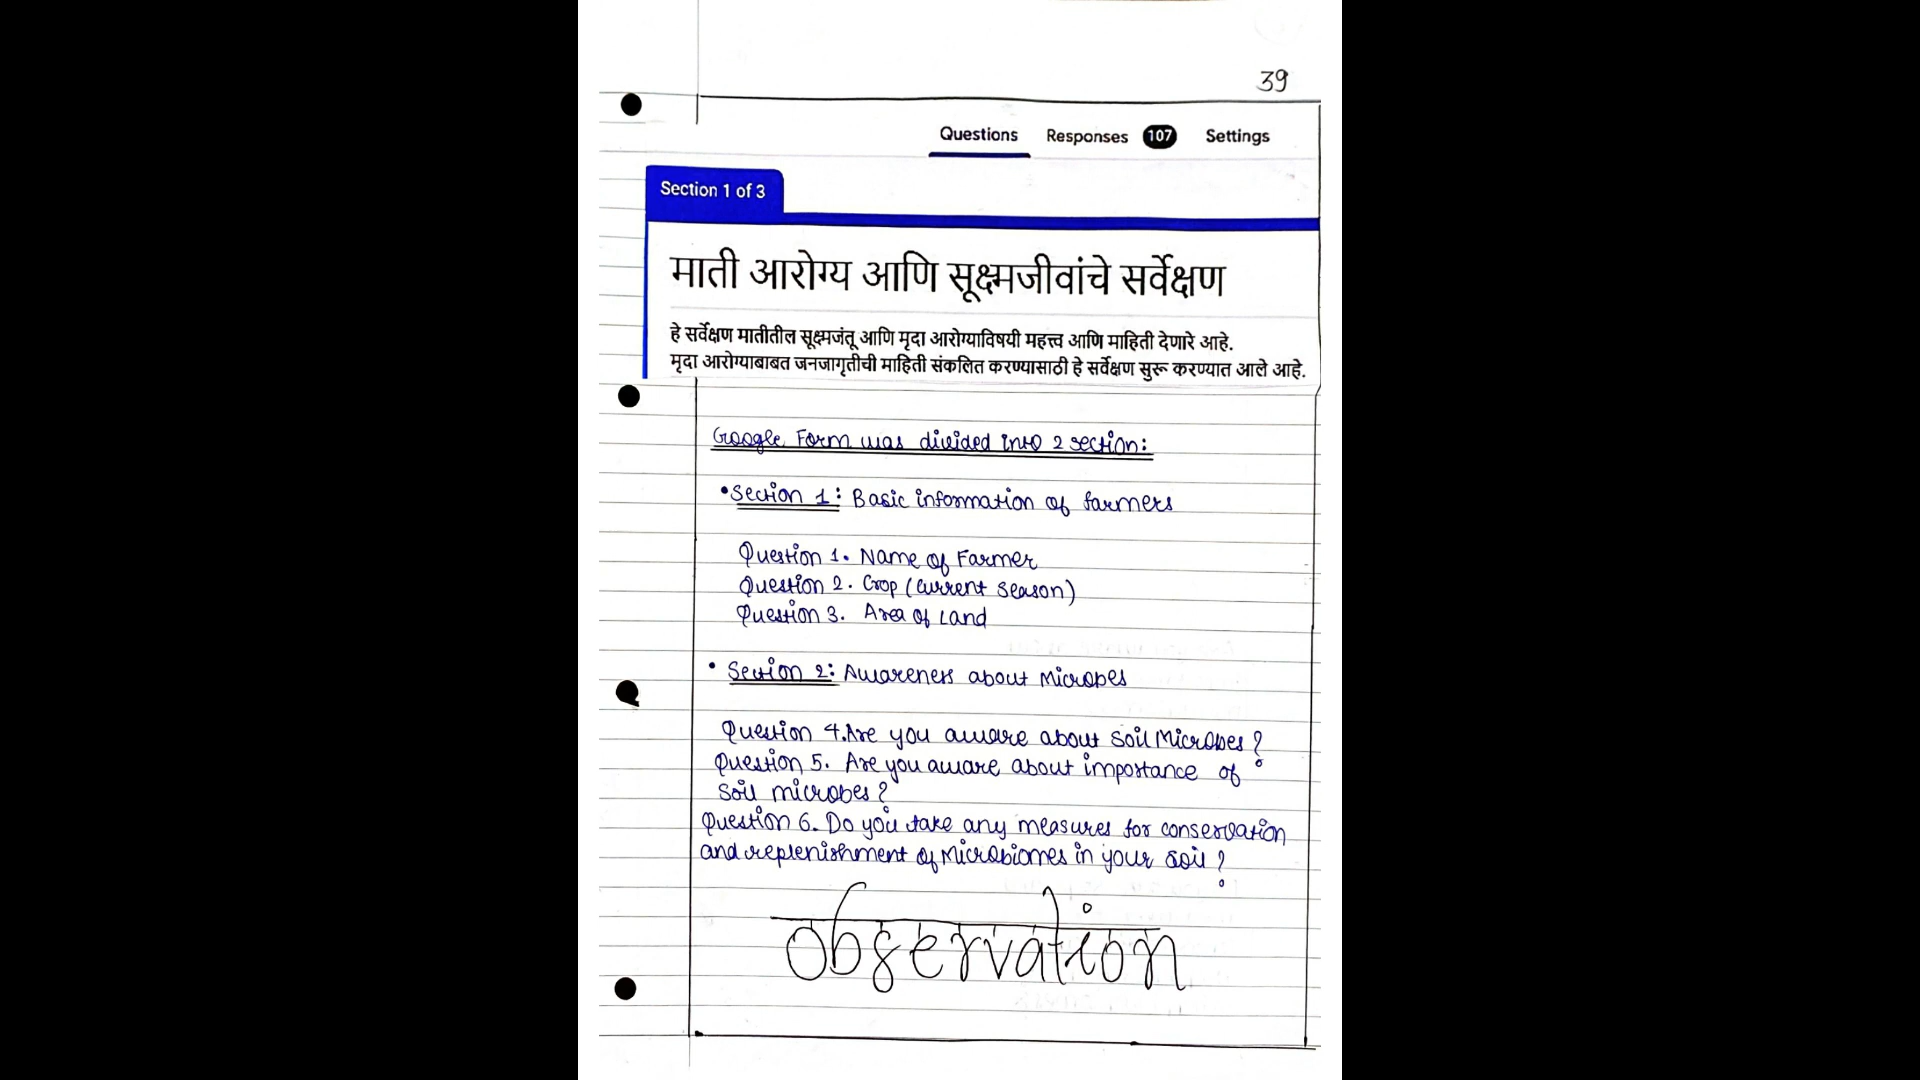 39
Questions Responses 107 Settings
Section 1 of 3
माती आरोग्य आणि सूक्ष्मजीवांचे सर्वेक्षण
हे सर्वेक्षण मातीतील सूक्ष्मजंतू आणि मृदा आरोग्याविषयी महत्त्व आणि माहिती देणारे आहे.
मृदा आरोग्याबाबत जनजागृतीची माहिती संकलित करण्यासाठी हे सर्वेक्षण सुरू करण्यात आले आहे.
Google Form was divided into 2 section:
•Section 1: Basic information of farmers
Question 1. Name of Farmer
Question 2. Crop (current season)
Question 3. Area of Land
• Section 2: Awareness about Microbes
Question 4.Are you aware about Soil Microbes?
Question 5. Are you aware about importance of
Soil microbes?
Question 6. Do you take any measures for conservation
and replenishment of Microbiomes in your soil?
observation